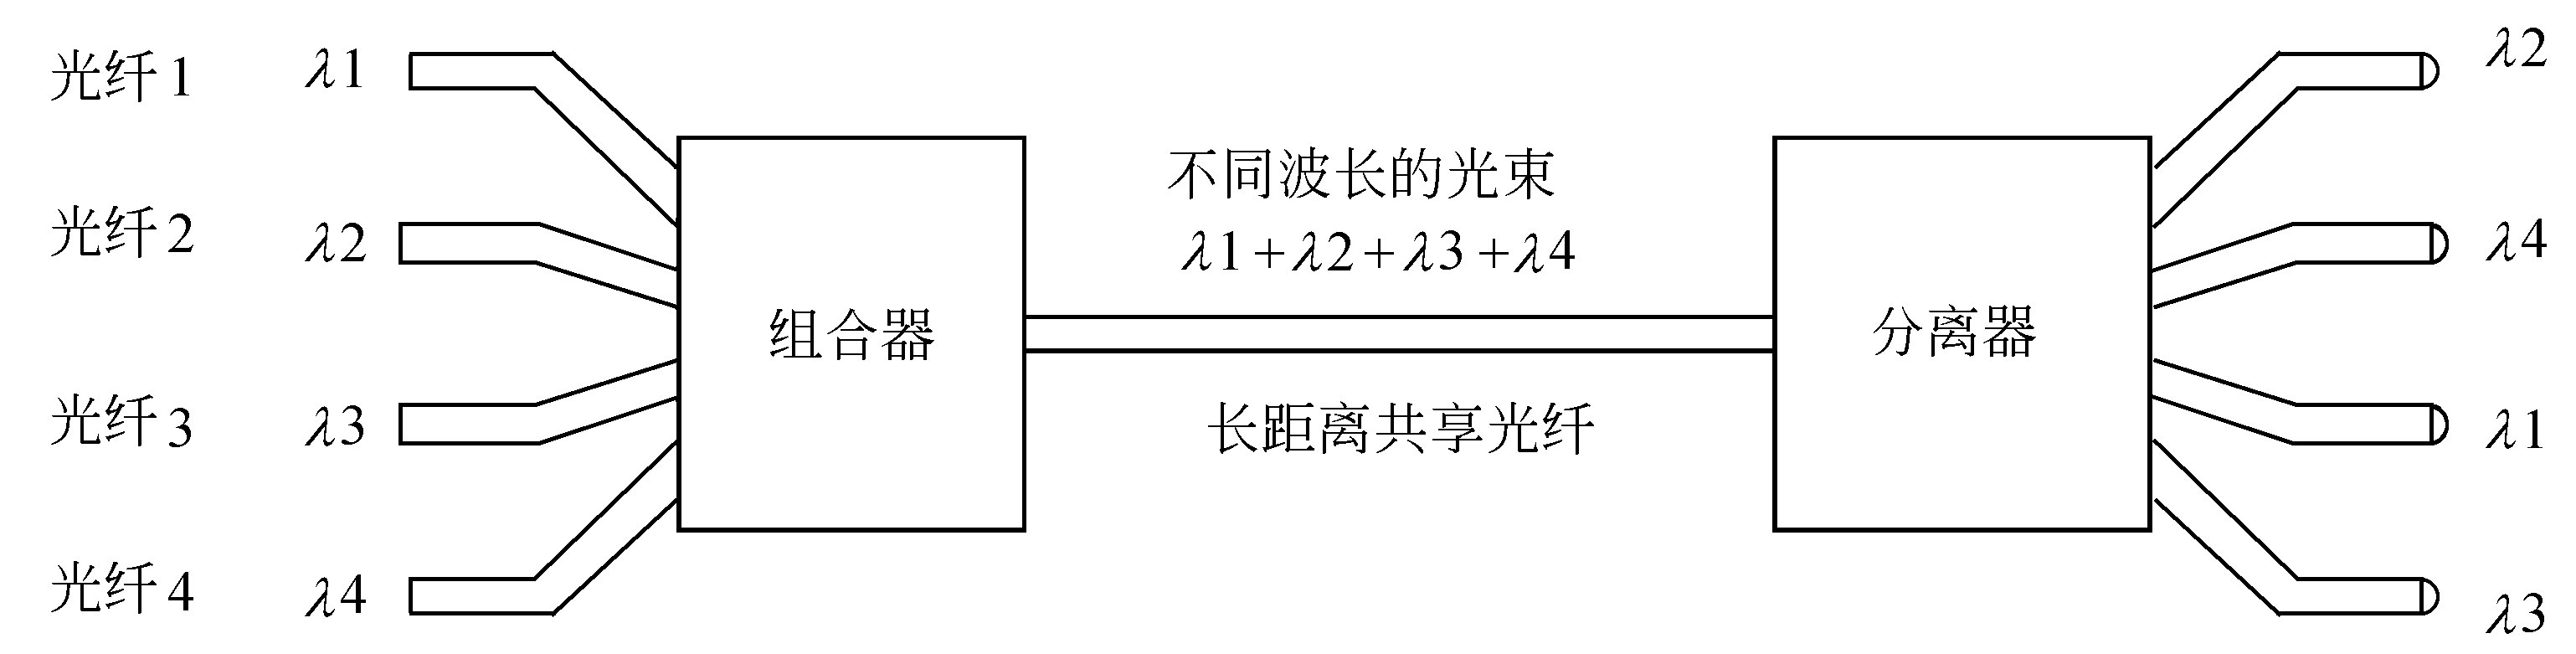 光纤1 λ1
光纤2 λ2
光纤3 λ3
光纤4 λ4
组合器
不同波长的光束
λ1+λ2+λ3+λ4
长距离共享光纤
分离器
λ2
λ4
λ1
λ3